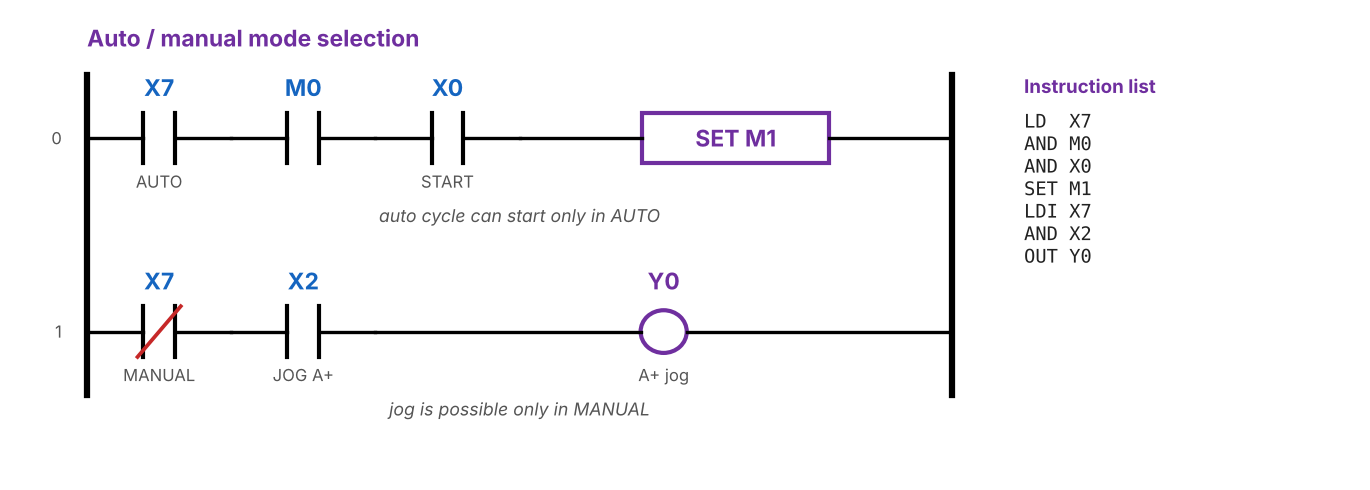 Auto / manual mode selection
X7 M0 X0
0 SET M1
AUTO START
auto cycle can start only in AUTO
X7 X2 Y0
1
MANUAL JOG A+ A+ jog
jog is possible only in MANUAL
Instruction list
LD X7
AND M0
AND X0
SET M1
LDI X7
AND X2
OUT Y0